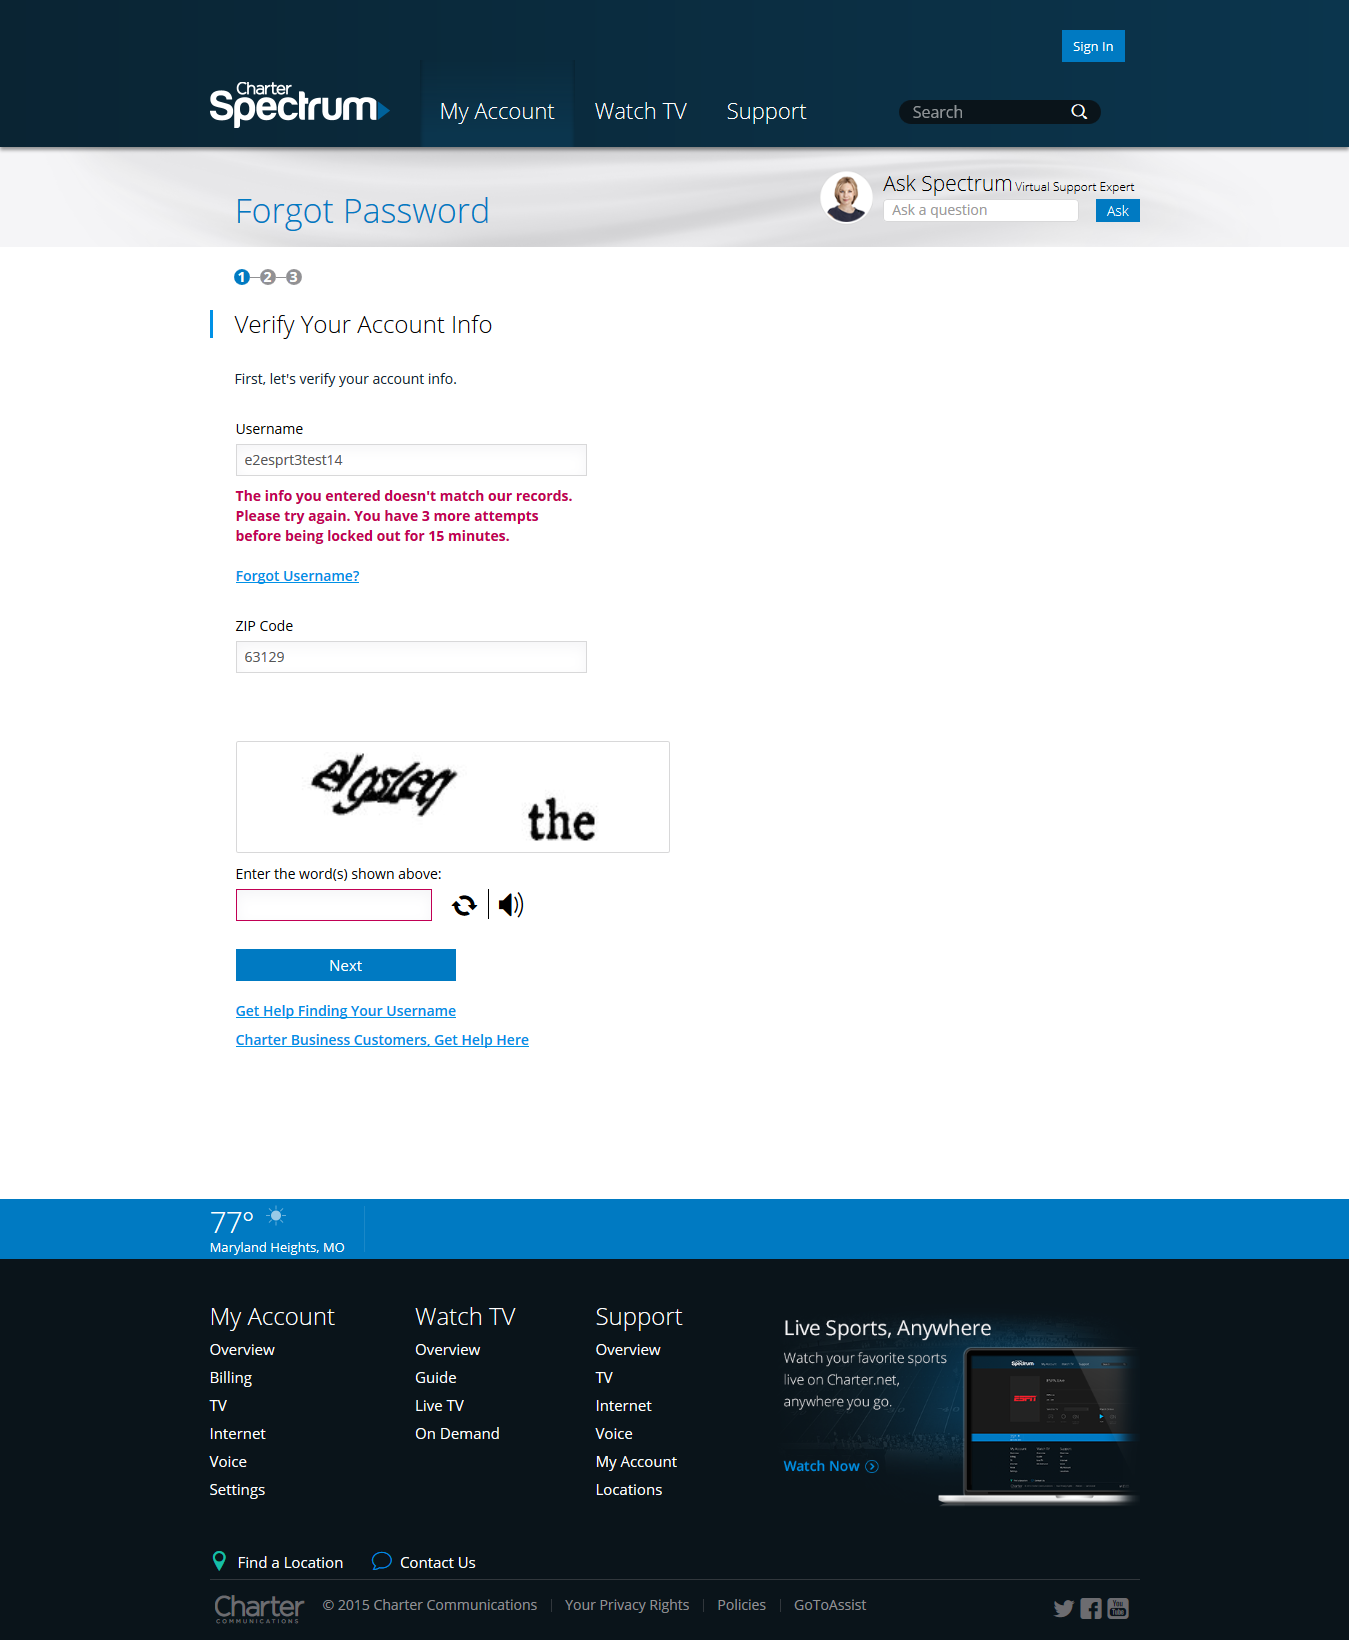 Sign In
Charter
Spectrum
My Account
Watch TV
Support
Search
Forgot Password
Ask Spectrum Virtual Support Expert
Ask a question
Ask
1 2 3
Verify Your Account Info
First, let's verify your account info.
Username
e2esprt3test14
The info you entered doesn't match our records.
Please try again. You have 3 more attempts
before being locked out for 15 minutes.
Forgot Username?
ZIP Code
63129
the
Enter the word(s) shown above:
Next
Get Help Finding Your Username
Charter Business Customers, Get Help Here
77°
Maryland Heights, MO
My Account
Overview
Billing
TV
Internet
Voice
Settings
Watch TV
Overview
Guide
Live TV
On Demand
Support
Overview
TV
Internet
Voice
My Account
Locations
Live Sports, Anywhere
Watch your favorite sports
live on Charter.net,
anywhere you go.
Watch Now
Spectrum
ESPN
Find a Location
Contact Us
Charter
COMMUNICATIONS
© 2015 Charter Communications
Your Privacy Rights
Policies
GoToAssist
You
Tube